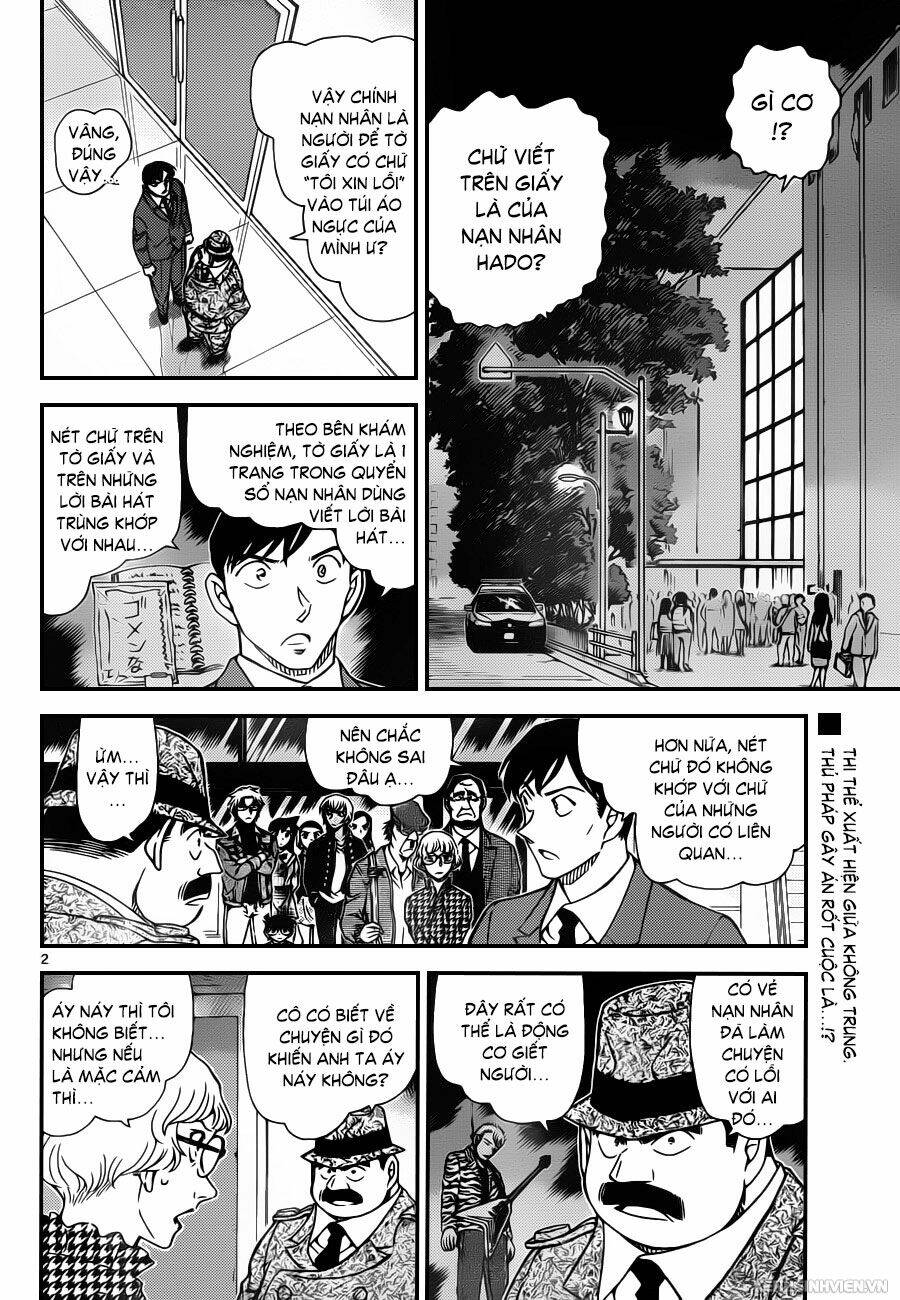 GÌ CƠ
!?
CHỮ VIẾT
TRÊN GIẤY
LÀ CỦA
NẠN NHÂN
HADO?
VẬY CHÍNH
NẠN NHÂN LÀ
NGƯỜI ĐỂ TỜ
GIẤY CÓ CHỮ
"TÔI XIN LỖI"
VÀO TÚI ÁO
NGỰC CỦA
MÌNH Ư?
VÂNG,
ĐÚNG
VẬY...
THEO BÊN KHÁM
NGHIỆM, TỜ GIẤY LÀ 1
TRANG TRONG QUYỂN
SỔ NẠN NHÂN DÙNG
VIẾT LỜI BÀI
HÁT...
NÉT CHỮ TRÊN
TỜ GIẤY VÀ
TRÊN NHỮNG
LỜI BÀI HÁT
TRÙNG KHỚP
VỚI NHAU...
ゴメンな
THI THỂ XUẤT HIỆN GIỮA KHÔNG TRUNG.
THỦ PHÁP GÂY ÁN RỐT CUỘC LÀ...!?
HƠN NỮA, NÉT
CHỮ ĐÓ KHÔNG
KHỚP VỚI CHỮ
CỦA NHỮNG
NGƯỜI CÓ LIÊN
QUAN...
NÊN CHẮC
KHÔNG SAI
ĐÂU Ạ...
ỪM...
VẬY THÌ
2
CÓ VẺ
NẠN NHÂN
ĐÃ LÀM
CHUYỆN
CÓ LỖI
VỚI AI
ĐÓ...
ĐÂY RẤT CÓ
THỂ LÀ ĐỘNG
CƠ GIẾT
NGƯỜI...
CÔ CÓ BIẾT VỀ
CHUYỆN GÌ ĐÓ
KHIẾN ANH TA ÁY
NÁY KHÔNG?
ÁY NÁY THÌ TÔI
KHÔNG BIẾT...
NHƯNG NẾU
LÀ MẶC CẢM
THÌ...